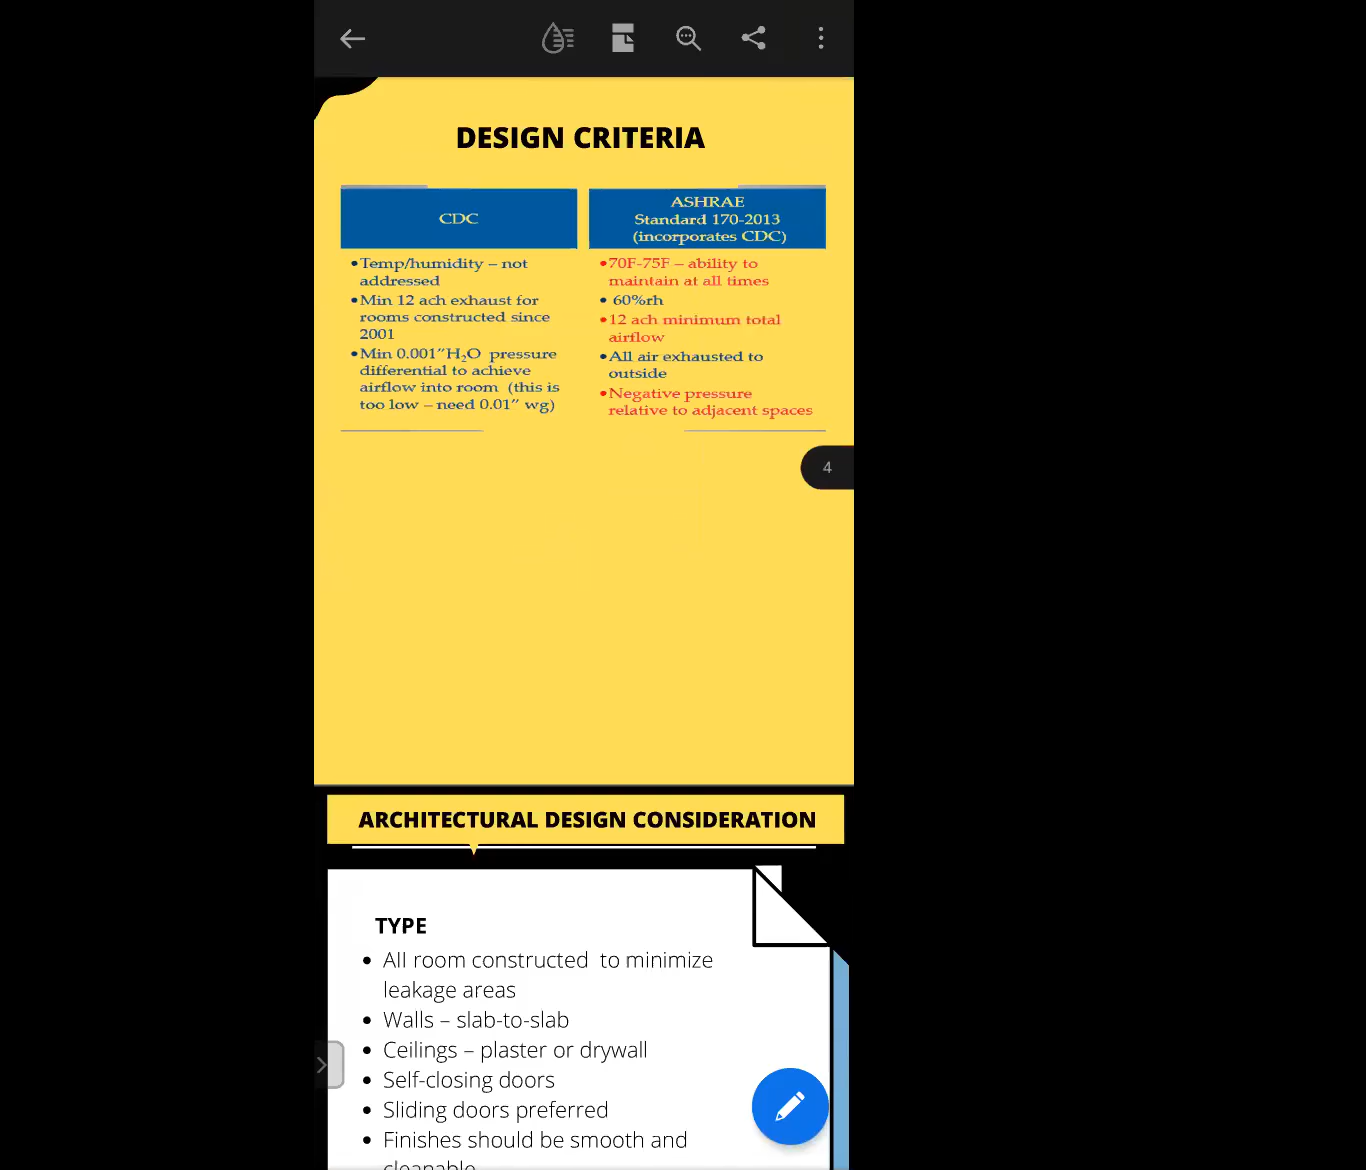 DESIGN CRITERIA
CDC
•Temp/humidity – not
addressed
•Min 12 ach exhaust for
rooms constructed since
2001
•Min 0.001″H₂O pressure
differential to achieve
airflow into room (this is
too low – need 0.01″ wg)
ASHRAE
Standard 170-2013
(incorporates CDC)
•70F-75F – ability to
maintain at all times
• 60%rh
•12 ach minimum total
airflow
•All air exhausted to
outside
•Negative pressure
relative to adjacent spaces
4
ARCHITECTURAL DESIGN CONSIDERATION
TYPE
• All room constructed to minimize
leakage areas
• Walls – slab-to-slab
• Ceilings – plaster or drywall
• Self-closing doors
• Sliding doors preferred
• Finishes should be smooth and
cleanable